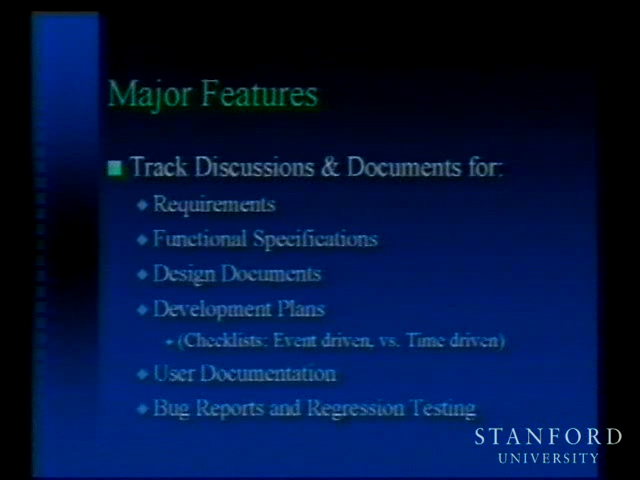 Major Features
Track Discussions & Documents for:
Requirements
Functional Specifications
Design Documents
Development Plans
(Checklists: Event driven, vs. Time driven)
User Documentation
Bug Reports and Regression Testing
STANFORD
UNIVERSITY